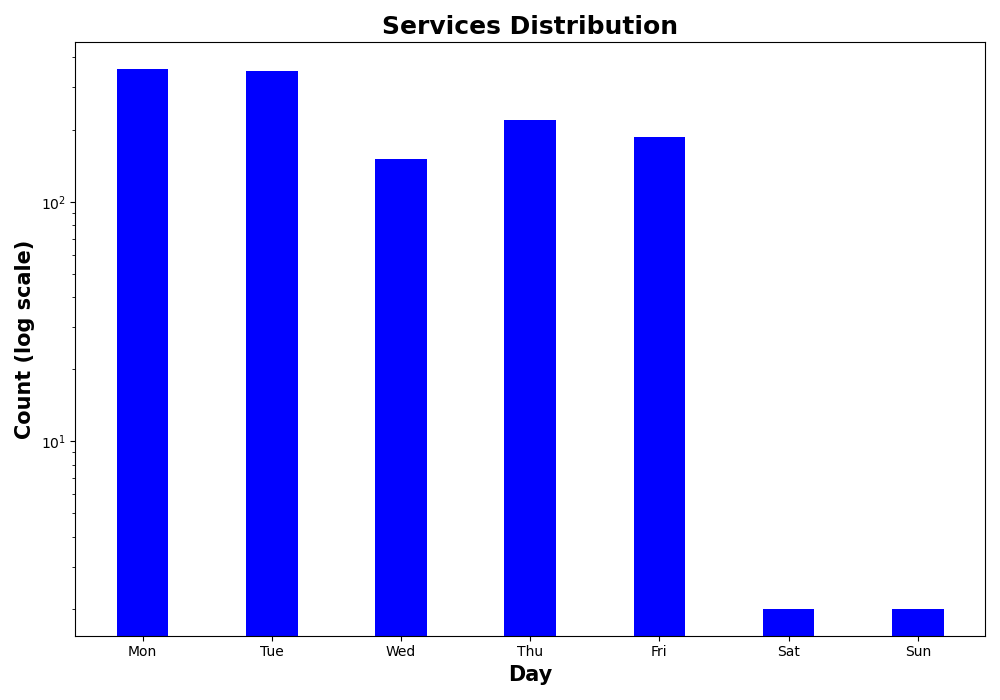 Services Distribution
Count (log scale)
10²
10¹
Mon Tue Wed Thu Fri Sat Sun
Day